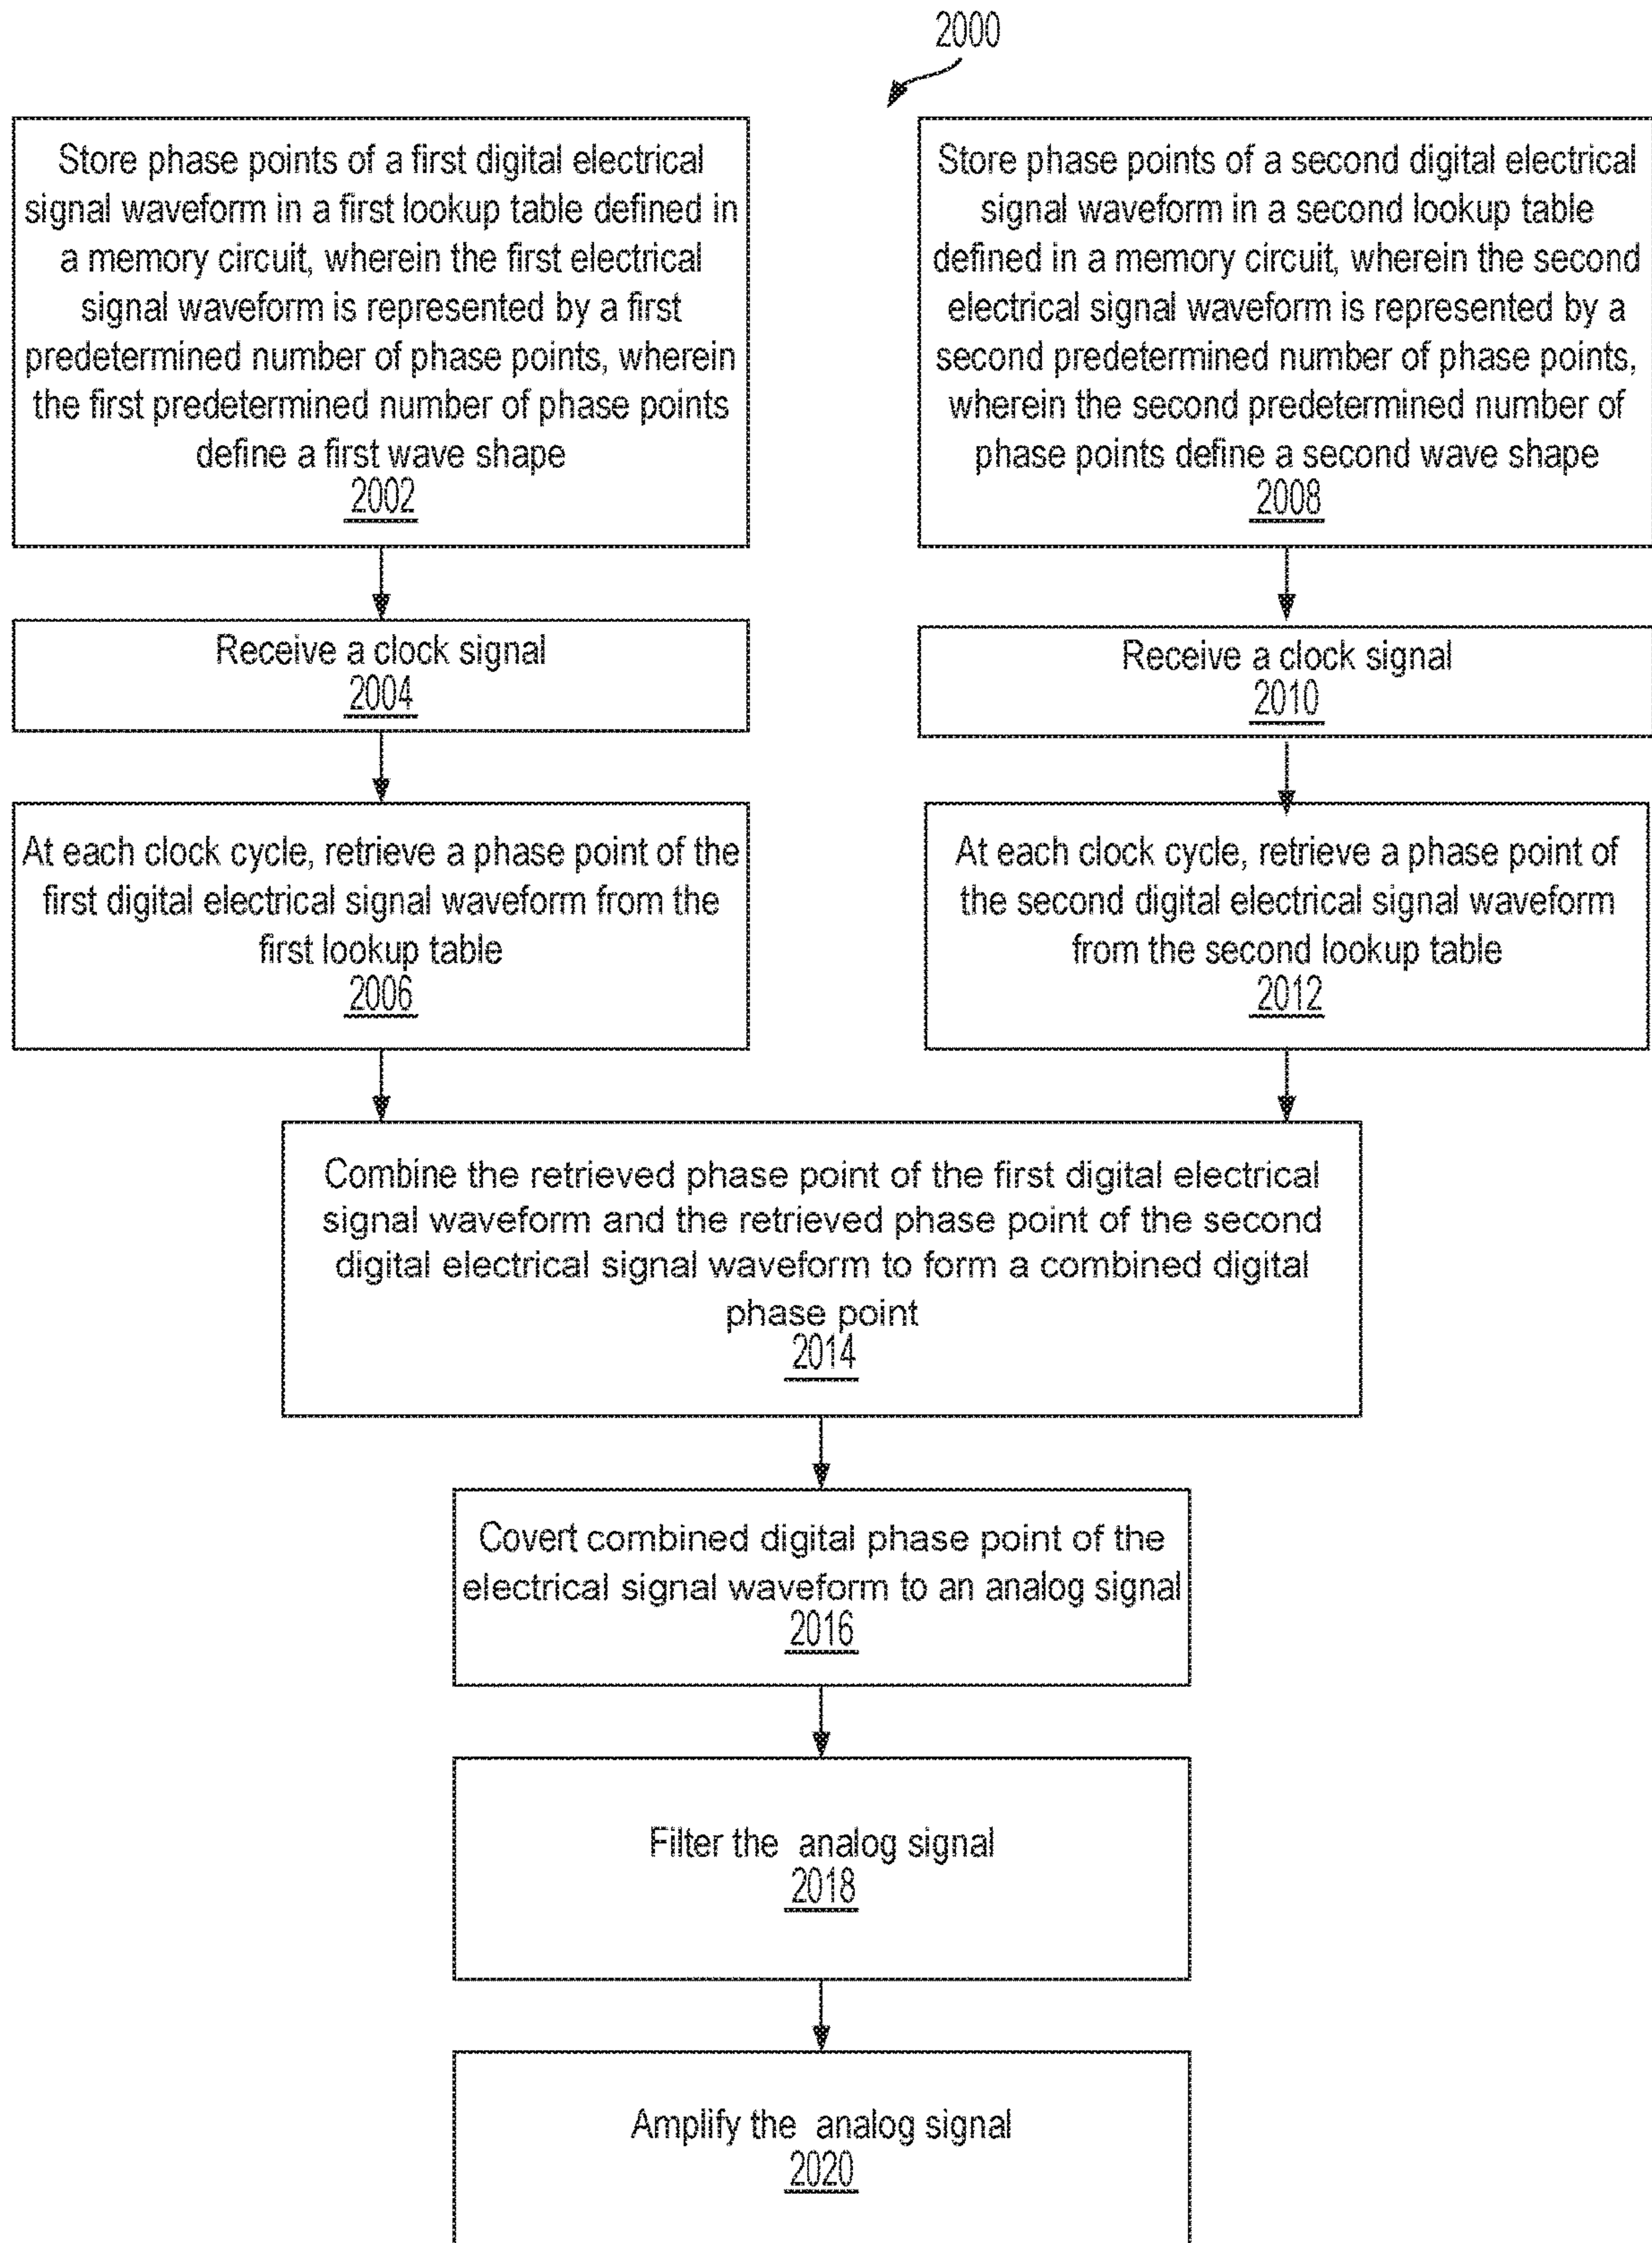 2000
Store phase points of a first digital electrical
signal waveform in a first lookup table defined in
a memory circuit, wherein the first electrical
signal waveform is represented by a first
predetermined number of phase points, wherein
the first predetermined number of phase points
define a first wave shape
2002
Store phase points of a second digital electrical
signal waveform in a second lookup table
defined in a memory circuit, wherein the second
electrical signal waveform is represented by a
second predetermined number of phase points,
wherein the second predetermined number of
phase points define a second wave shape
2008
Receive a clock signal
2004
Receive a clock signal
2010
At each clock cycle, retrieve a phase point of the
first digital electrical signal waveform from the
first lookup table
2006
At each clock cycle, retrieve a phase point of
the second digital electrical signal waveform
from the second lookup table
2012
Combine the retrieved phase point of the first digital electrical
signal waveform and the retrieved phase point of the second
digital electrical signal waveform to form a combined digital
phase point
2014
Covert combined digital phase point of the
electrical signal waveform to an analog signal
2016
Filter the analog signal
2018
Amplify the analog signal
2020